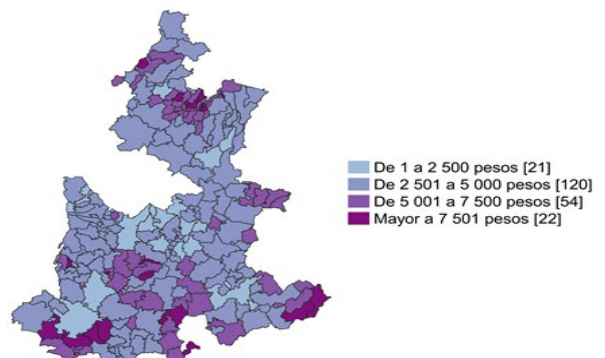 De 1 a 2 500 pesos [21]
De 2 501 a 5 000 pesos [120]
De 5 001 a 7 500 pesos [54]
Mayor a 7 501 pesos [22]